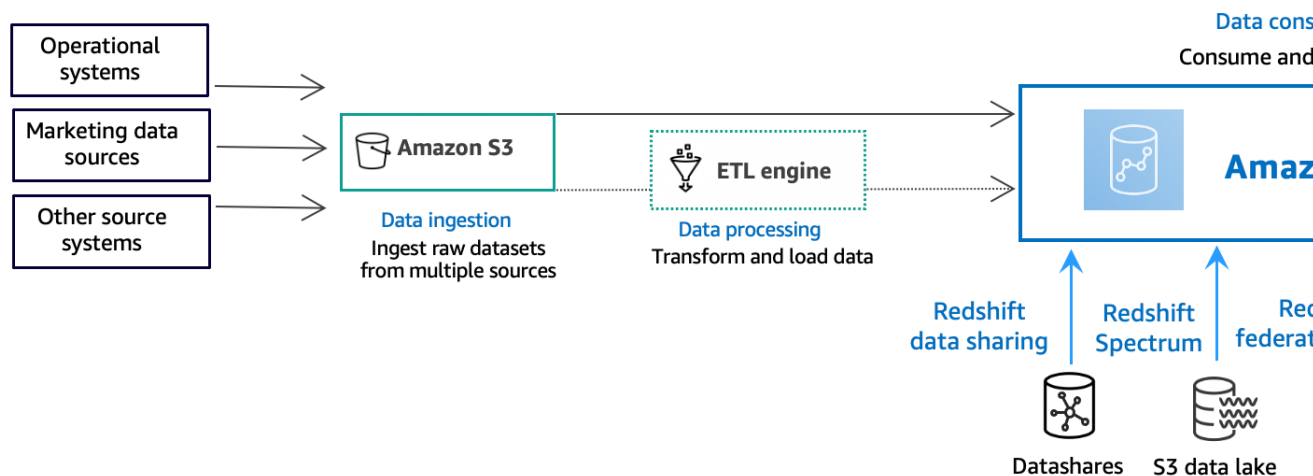 Data cons
Consume and
Operational
systems
Marketing data
sources
Other source
systems
Amazon S3
Data ingestion
Ingest raw datasets
from multiple sources
ETL engine
Data processing
Transform and load data
Amaz
Redshift
data sharing
Redshift
Spectrum
Red
federat
Datashares
S3 data lake